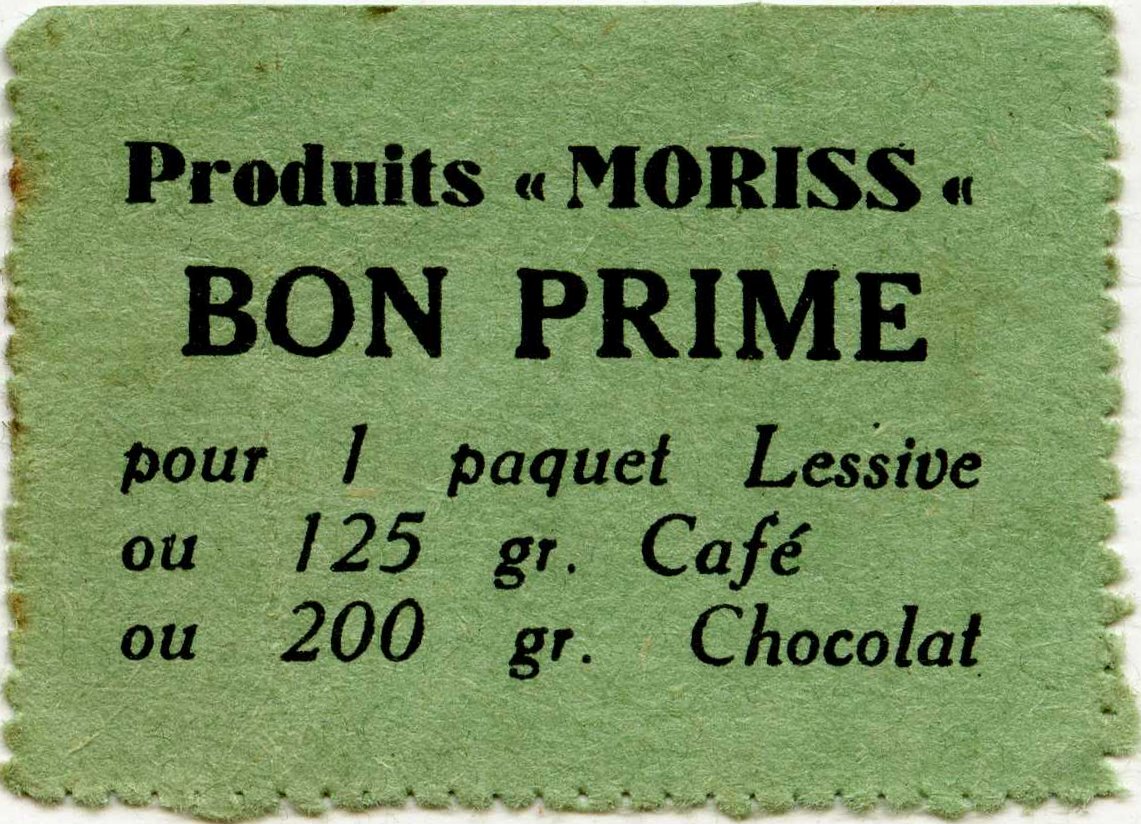 Produits « MORISS «
BON PRIME
pour 1 paquet Lessive
ou 125 gr. Café
ou 200 gr. Chocolat